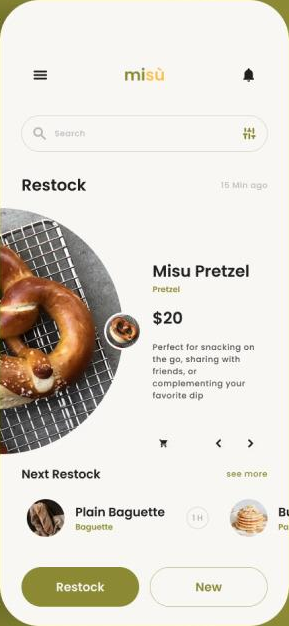 misù
Search
Restock
15 Min ago
Misu Pretzel
Pretzel
$20
Perfect for snacking on
the go, sharing with
friends, or
complementing your
favorite dip
Next Restock
see more
Plain Baguette
Baguette
1H
Restock
New